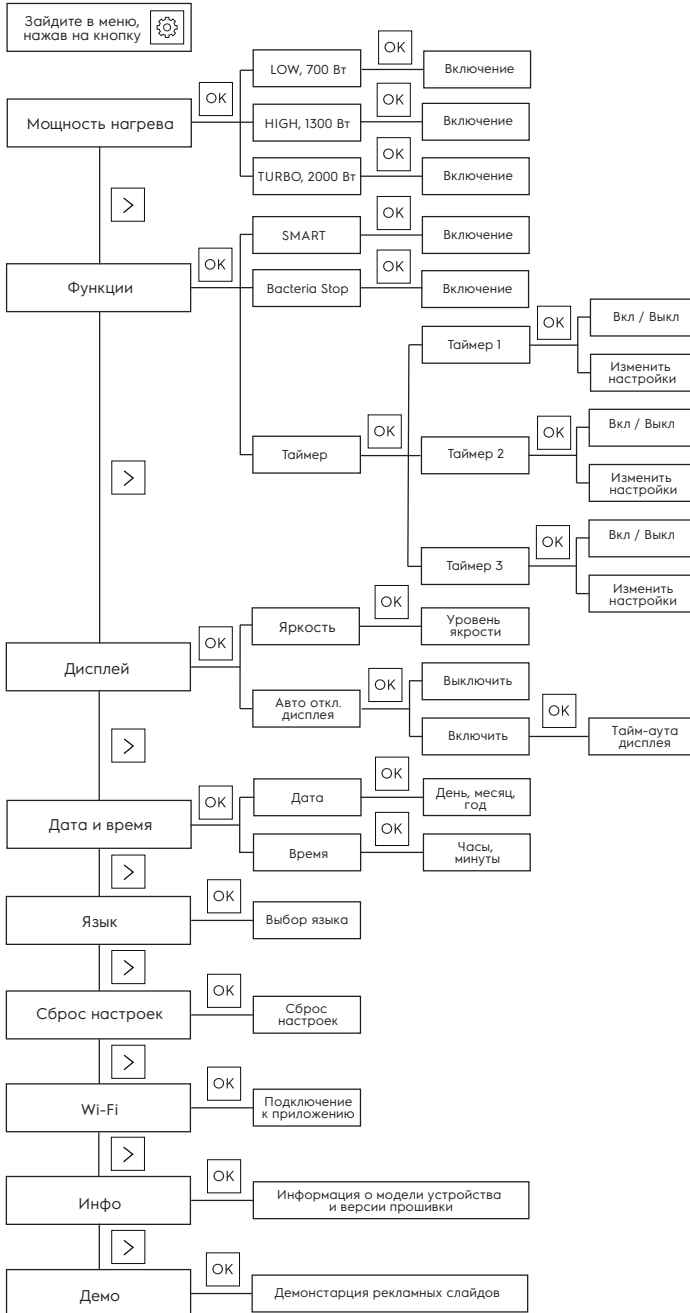 Зайдите в меню,
нажав на кнопку
OK
LOW, 700 Вт
Включение
OK
Мощность нагрева
OK
HIGH, 1300 Вт
Включение
OK
TURBO, 2000 Вт
Включение
>
OK
SMART
Включение
OK
Функции
OK
Bacteria Stop
Включение
OK
Вкл / Выкл
Таймер 1
Изменить
настройки
>
OK
Таймер
OK
Вкл / Выкл
Таймер 2
Изменить
настройки
OK
Вкл / Выкл
Таймер 3
Изменить
настройки
OK
Яркость
Уровень
якрости
OK
Дисплей
OK
Авто откл.
дисплея
Выключить
Включить
OK
Тайм-аута
дисплея
>
OK
Дата
День, месяц,
год
OK
Дата и время
OK
Время
Часы,
минуты
>
OK
Язык
Выбор языка
>
OK
Сброс настроек
Сброс
настроек
>
OK
Wi-Fi
Подключение
к приложению
>
OK
Инфо
Информация о модели устройства
и версии прошивки
>
OK
Демо
Демонстарция рекламных слайдов